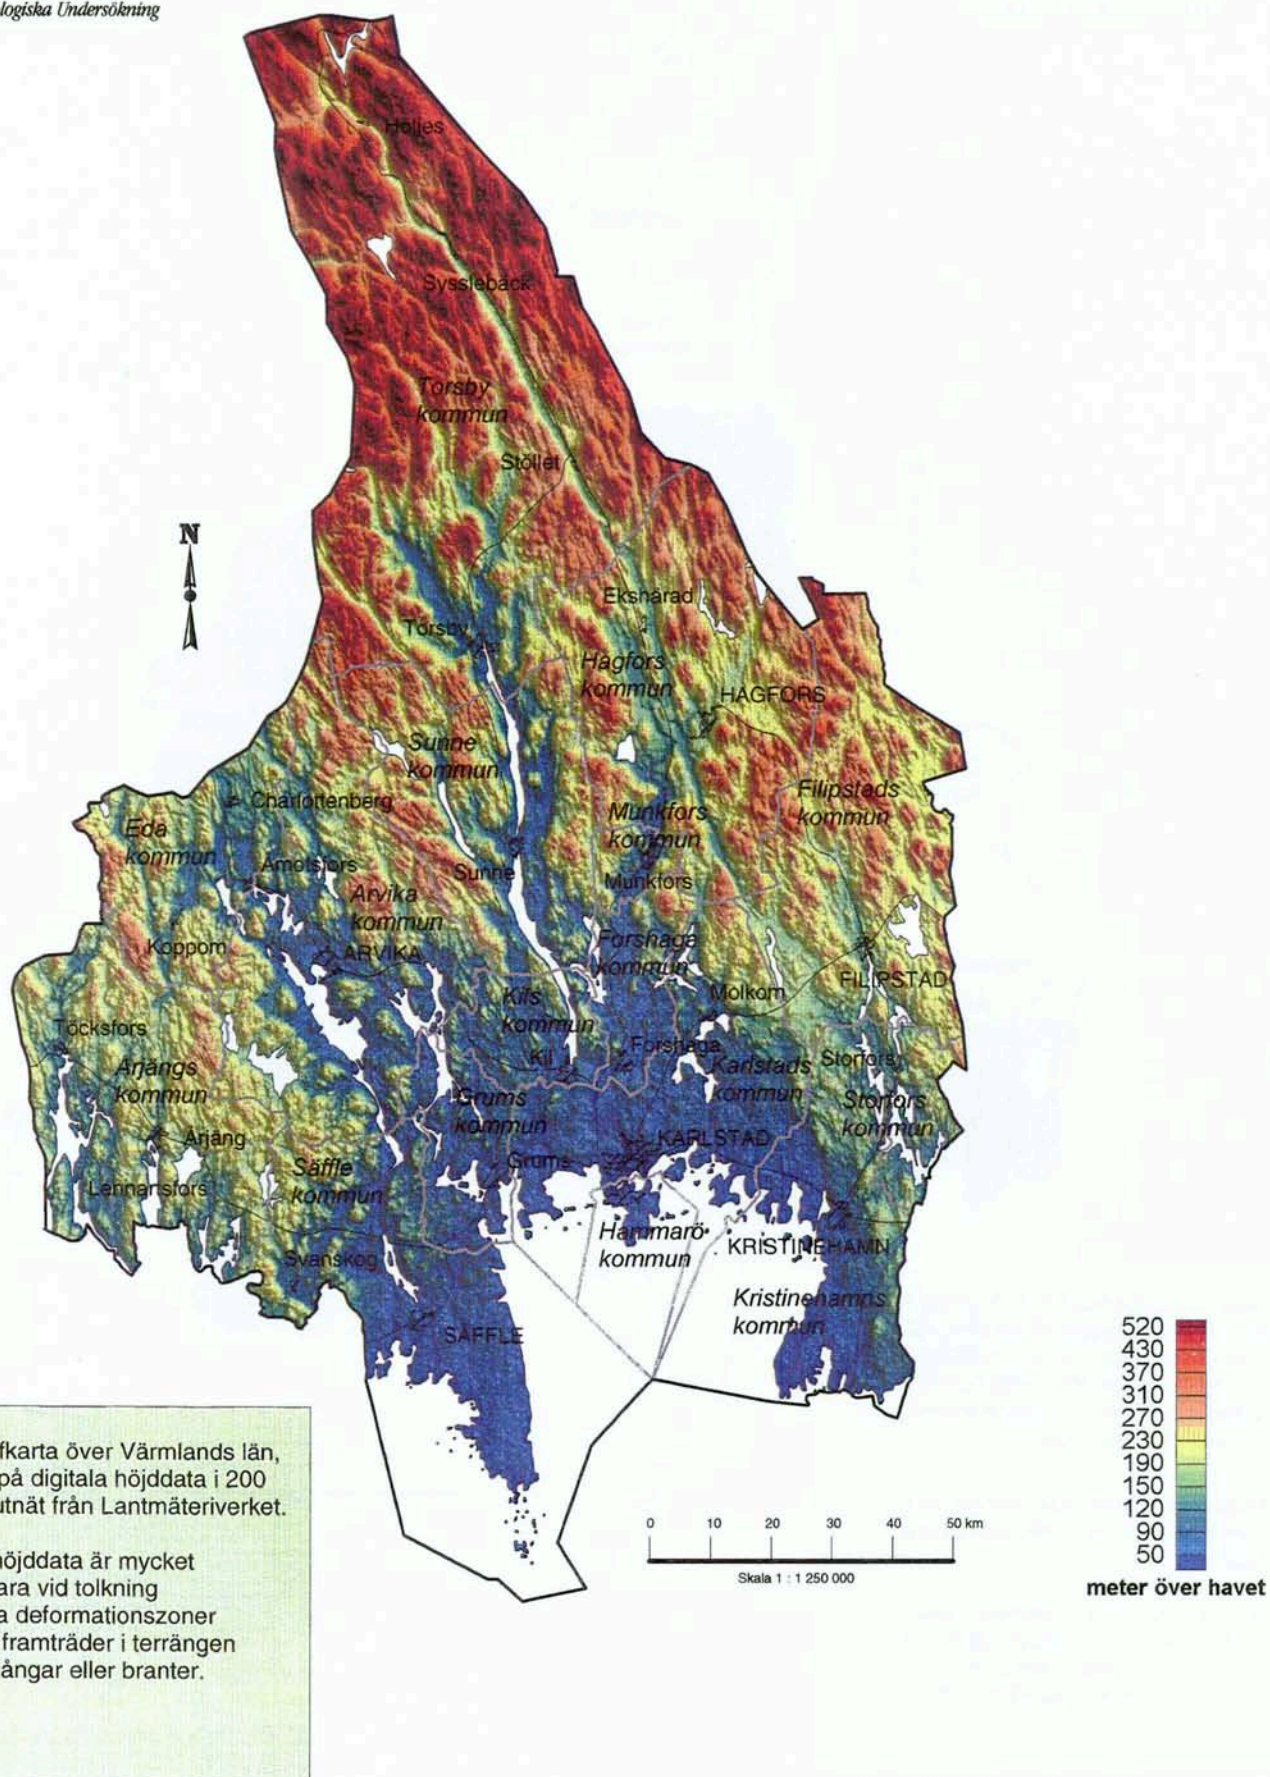 logiska Undersökning
Höljes
Sysslebäck
Torsby
kommun
Stöllet
N
Ekshärad
Torsby
Hagfors
kommun
HAGFORS
Sunne
kommun
Charlottenberg
Munkfors
kommun
Filipstads
kommun
Eda
kommun
Åmotsfors
Sunne
Munkfors
Arvika
kommun
Koppom
ARVIKA
Forshaga
kommun
FILIPSTAD
Molkom
Kils
kommun
Töcksfors
Kil
Forshaga
Storfors
Årjängs
kommun
Karlstads
kommun
Grums
kommun
Storfors
kommun
Årjäng
KARLSTAD
Grums
Säffle
kommun
Lennartsfors
Hammarö
kommun
KRISTINEHAMN
Svanskog
Kristinehamns
kommun
SÄFFLE
520
430
370
310
270
230
190
150
120
90
50
meter över havet
0 10 20 30 40 50 km
Skala 1 : 1 250 000
fkarta över Värmlands län,
på digitala höjddata i 200
utnät från Lantmäteriverket.
höjddata är mycket
ara vid tolkning
a deformationszoner
framträder i terrängen
ångar eller branter.